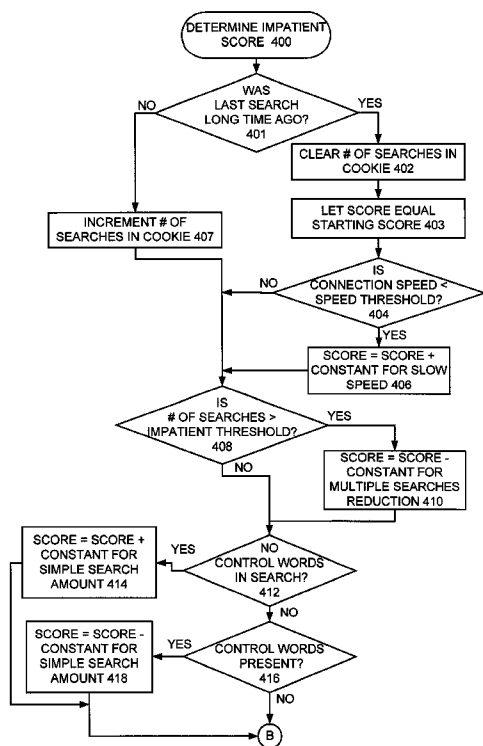 DETERMINE IMPATIENT
SCORE 400
WAS
LAST SEARCH
LONG TIME AGO?
401
NO
YES
CLEAR # OF SEARCHES IN
COOKIE 402
LET SCORE EQUAL
STARTING SCORE 403
INCREMENT # OF
SEARCHES IN COOKIE 407
IS
CONNECTION SPEED <
SPEED THRESHOLD?
404
NO
YES
SCORE = SCORE +
CONSTANT FOR SLOW
SPEED 406
IS
# OF SEARCHES >
IMPATIENT THRESHOLD?
408
YES
NO
SCORE = SCORE -
CONSTANT FOR
MULTIPLE SEARCHES
REDUCTION 410
NO
CONTROL WORDS
IN SEARCH?
412
YES
NO
SCORE = SCORE +
CONSTANT FOR
SIMPLE SEARCH
AMOUNT 414
CONTROL WORDS
PRESENT?
416
YES
NO
SCORE = SCORE -
CONSTANT FOR
SIMPLE SEARCH
AMOUNT 418
B